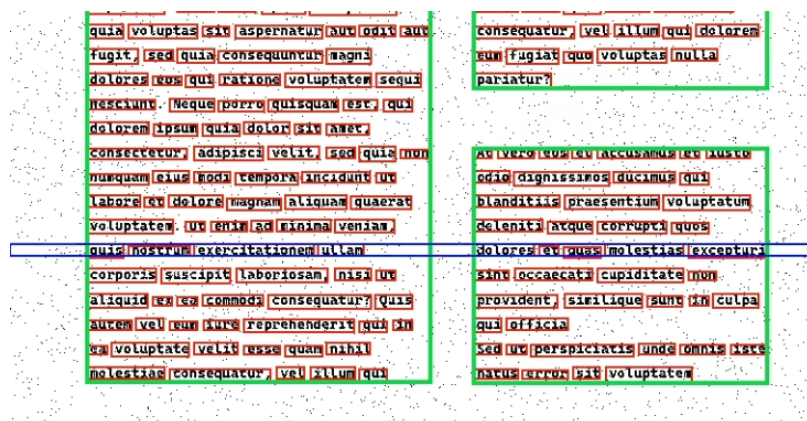 quia voluptas sit aspernatur aut odit aut
fugit, sed quia consequuntur magni
dolores eos qui ratione voluptatem sequi
nesciunt. Neque porro quisquam est, qui
dolorem ipsum quia dolor sit amet,
consectetur, adipisci velit, sed quia non
numquam eius modi tempora incidunt ut
labore et dolore magnam aliquam quaerat
voluptatem. Ut enim ad minima veniam,
quis nostrum exercitationem ullam
corporis suscipit laboriosam, nisi ut
aliquid ex ea commodi consequatur? Quis
autem vel eum iure reprehenderit qui in
ea voluptate velit esse quam nihil
molestiae consequatur, vel illum qui
consequatur, vel illum qui dolorem
eum fugiat quo voluptas nulla
pariatur?
At vero eos et accusamus et iusto
odio dignissimos ducimus qui
blanditiis praesentium voluptatum
deleniti atque corrupti quos
dolores et quas molestias excepturi
sint occaecati cupiditate non
provident, similique sunt in culpa
qui officia
Sed ut perspiciatis unde omnis iste
natus error sit voluptatem